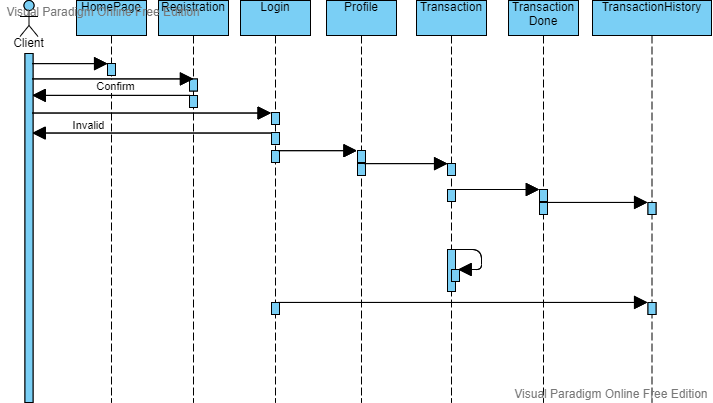 Visual Paradigm Online Free Edition
HomePage
Registration
Login
Profile
Transaction
Transaction
Done
TransactionHistory
Client
Confirm
Invalid
Visual Paradigm Online Free Edition